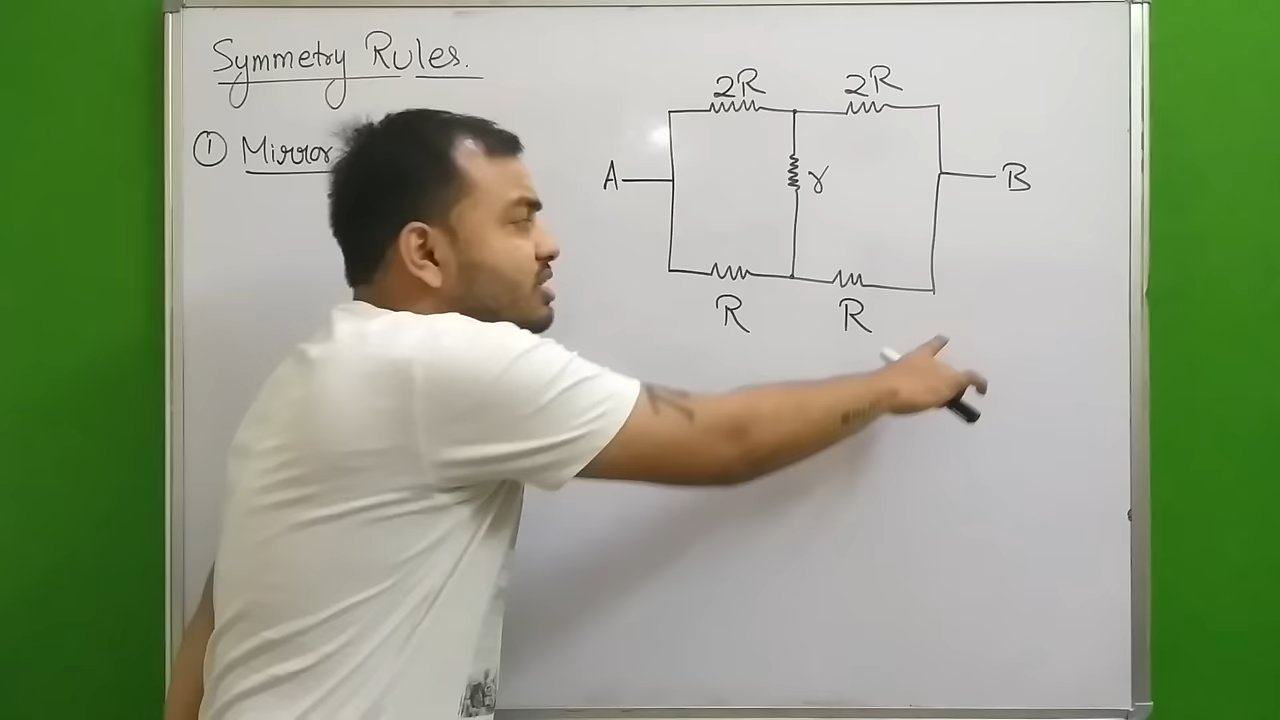 Symmetry Rules.
① Mirror
2R 2R
A r B
R R